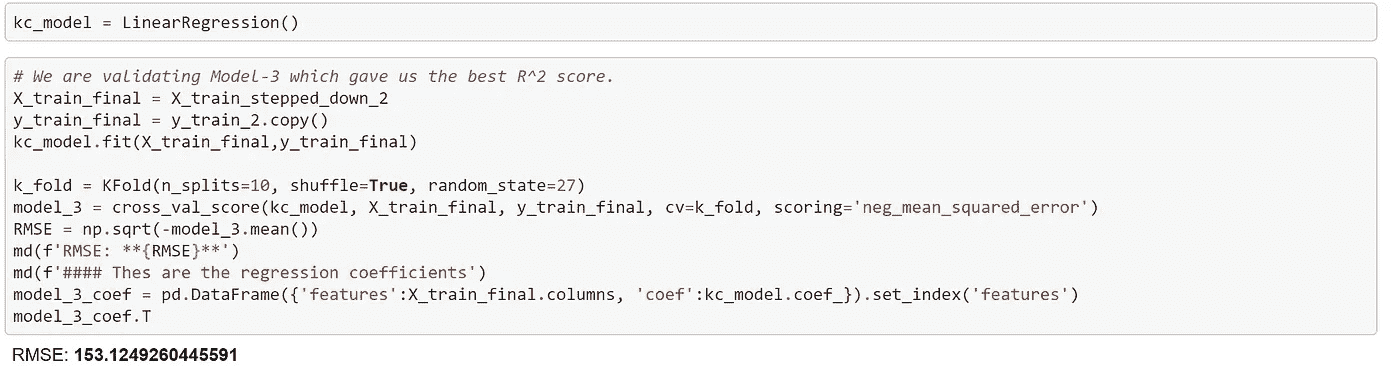 kc_model = LinearRegression()
# We are validating Model-3 which gave us the best R^2 score.
X_train_final = X_train_stepped_down_2
y_train_final = y_train_2.copy()
kc_model.fit(X_train_final,y_train_final)
k_fold = KFold(n_splits=10, shuffle=True, random_state=27)
model_3 = cross_val_score(kc_model, X_train_final, y_train_final, cv=k_fold, scoring='neg_mean_squared_error')
RMSE = np.sqrt(-model_3.mean())
md(f'RMSE: **{RMSE}**')
md(f'#### Thes are the regression coefficients')
model_3_coef = pd.DataFrame({'features':X_train_final.columns, 'coef':kc_model.coef_}).set_index('features')
model_3_coef.T
RMSE: 153.1249260445591